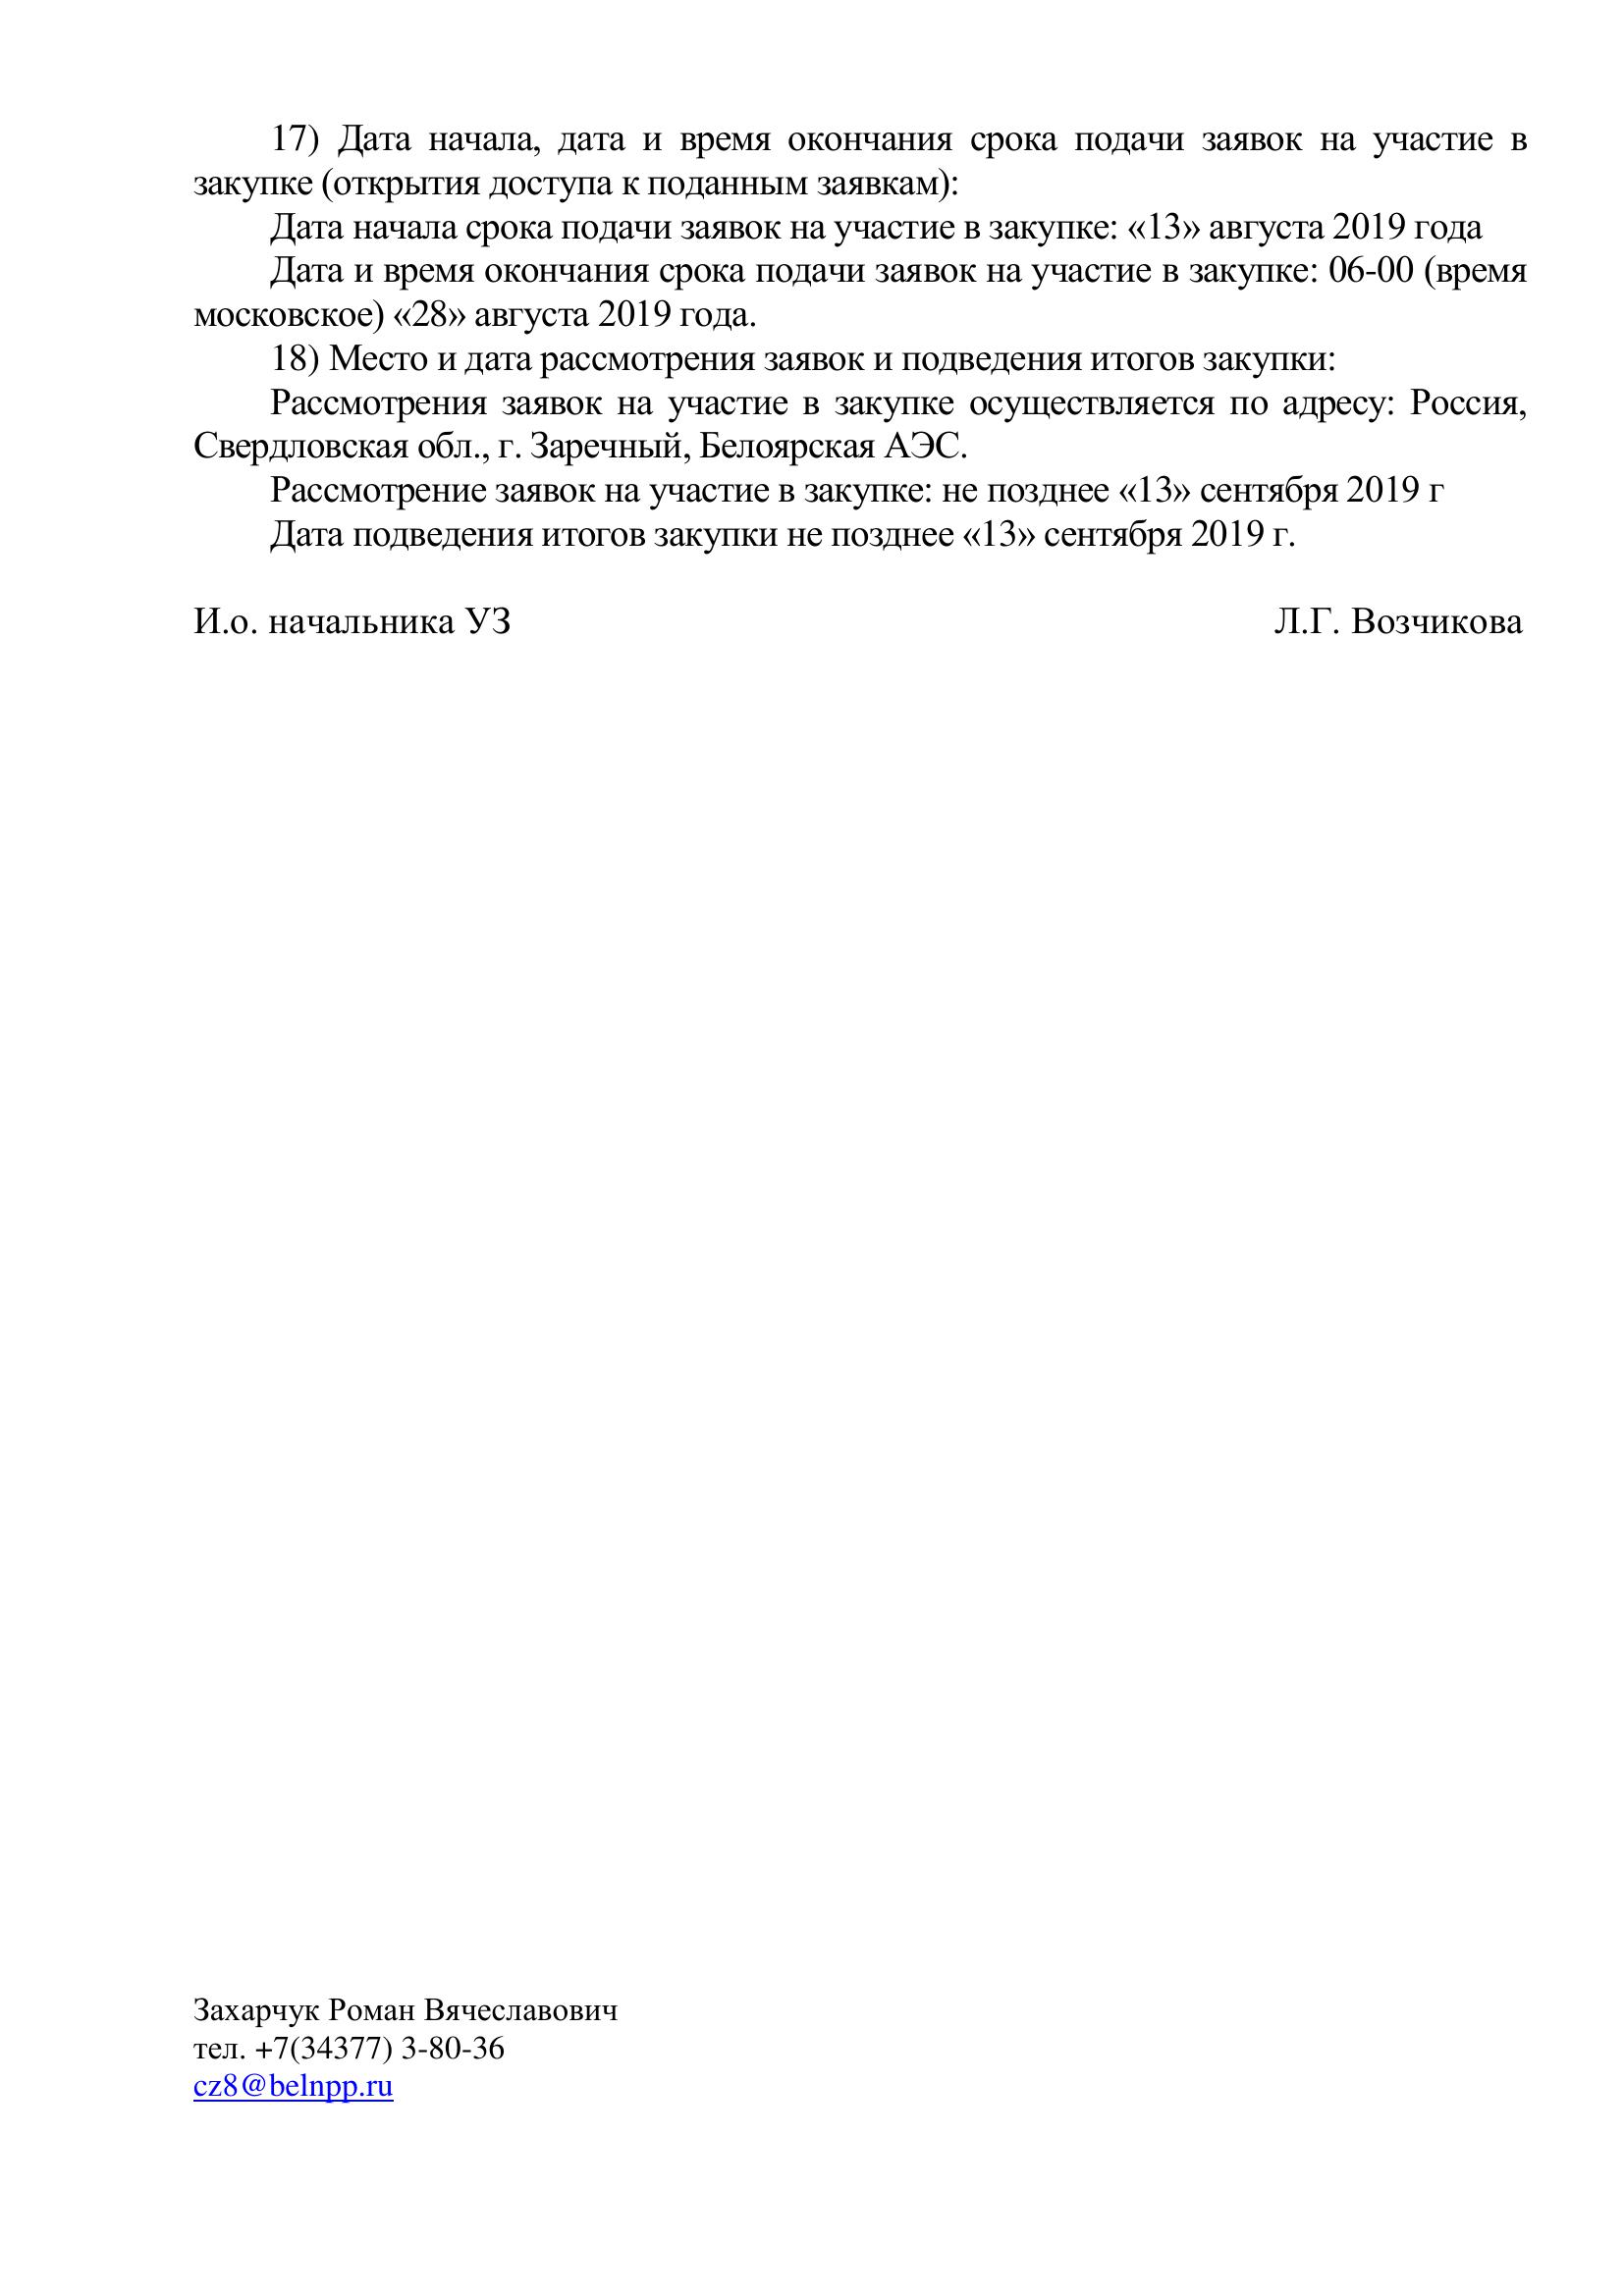 17) Дата начала, дата и время окончания срока подачи заявок на участие в
закупке (открытия доступа к поданным заявкам):
Дата начала срока подачи заявок на участие в закупке: «13» августа 2019 года
Дата и время окончания срока подачи заявок на участие в закупке: 06-00 (время
московское) «28» августа 2019 года.
18) Место и дата рассмотрения заявок и подведения итогов закупки:
Рассмотрения заявок на участие в закупке осуществляется по адресу: Россия,
Свердловская обл., г. Заречный, Белоярская АЭС.
Рассмотрение заявок на участие в закупке: не позднее «13» сентября 2019 г
Дата подведения итогов закупки не позднее «13» сентября 2019 г.
И.о. начальника УЗ Л.Г. Возчикова
Захарчук Роман Вячеславович
тел. +7(34377) 3-80-36
cz8@belnpp.ru